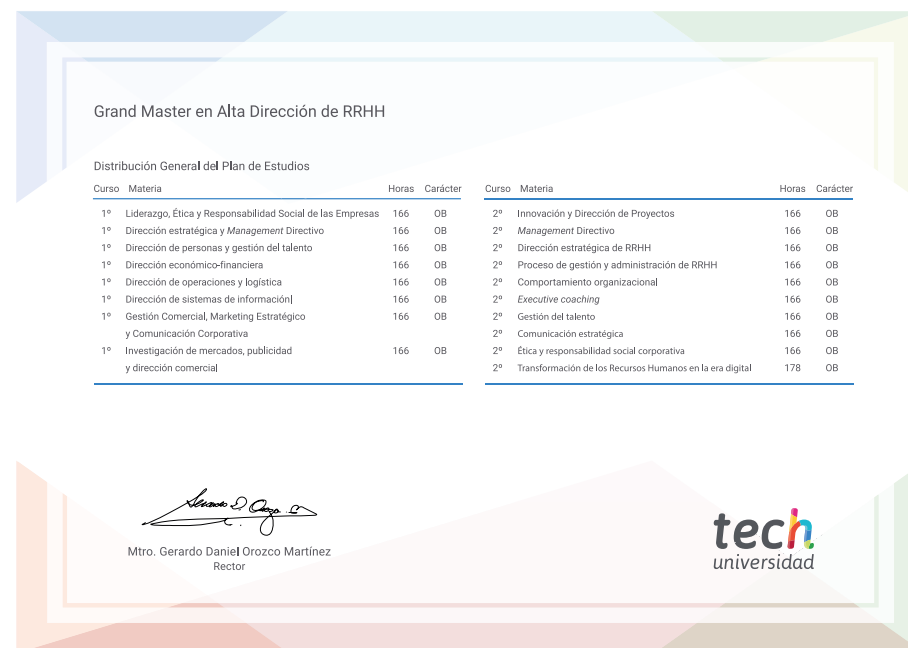 Grand Master en Alta Dirección de RRHH
Distribución General del Plan de Estudios
Curso Materia Horas Carácter
1º Liderazgo, Ética y Responsabilidad Social de las Empresas 166 OB
1º Dirección estratégica y Management Directivo 166 OB
1º Dirección de personas y gestión del talento 166 OB
1º Dirección económico-financiera 166 OB
1º Dirección de operaciones y logística 166 OB
1º Dirección de sistemas de información 166 OB
1º Gestión Comercial, Marketing Estratégico 166 OB
y Comunicación Corporativa
1º Investigación de mercados, publicidad 166 OB
y dirección comercial
Curso Materia Horas Carácter
2º Innovación y Dirección de Proyectos 166 OB
2º Management Directivo 166 OB
2º Dirección estratégica de RRHH 166 OB
2º Proceso de gestión y administración de RRHH 166 OB
2º Comportamiento organizacional 166 OB
2º Executive coaching 166 OB
2º Gestión del talento 166 OB
2º Comunicación estratégica 166 OB
2º Ética y responsabilidad social corporativa 166 OB
2º Transformación de los Recursos Humanos en la era digital 178 OB
Mtro. Gerardo Daniel Orozco Martínez
Rector
tech
universidad